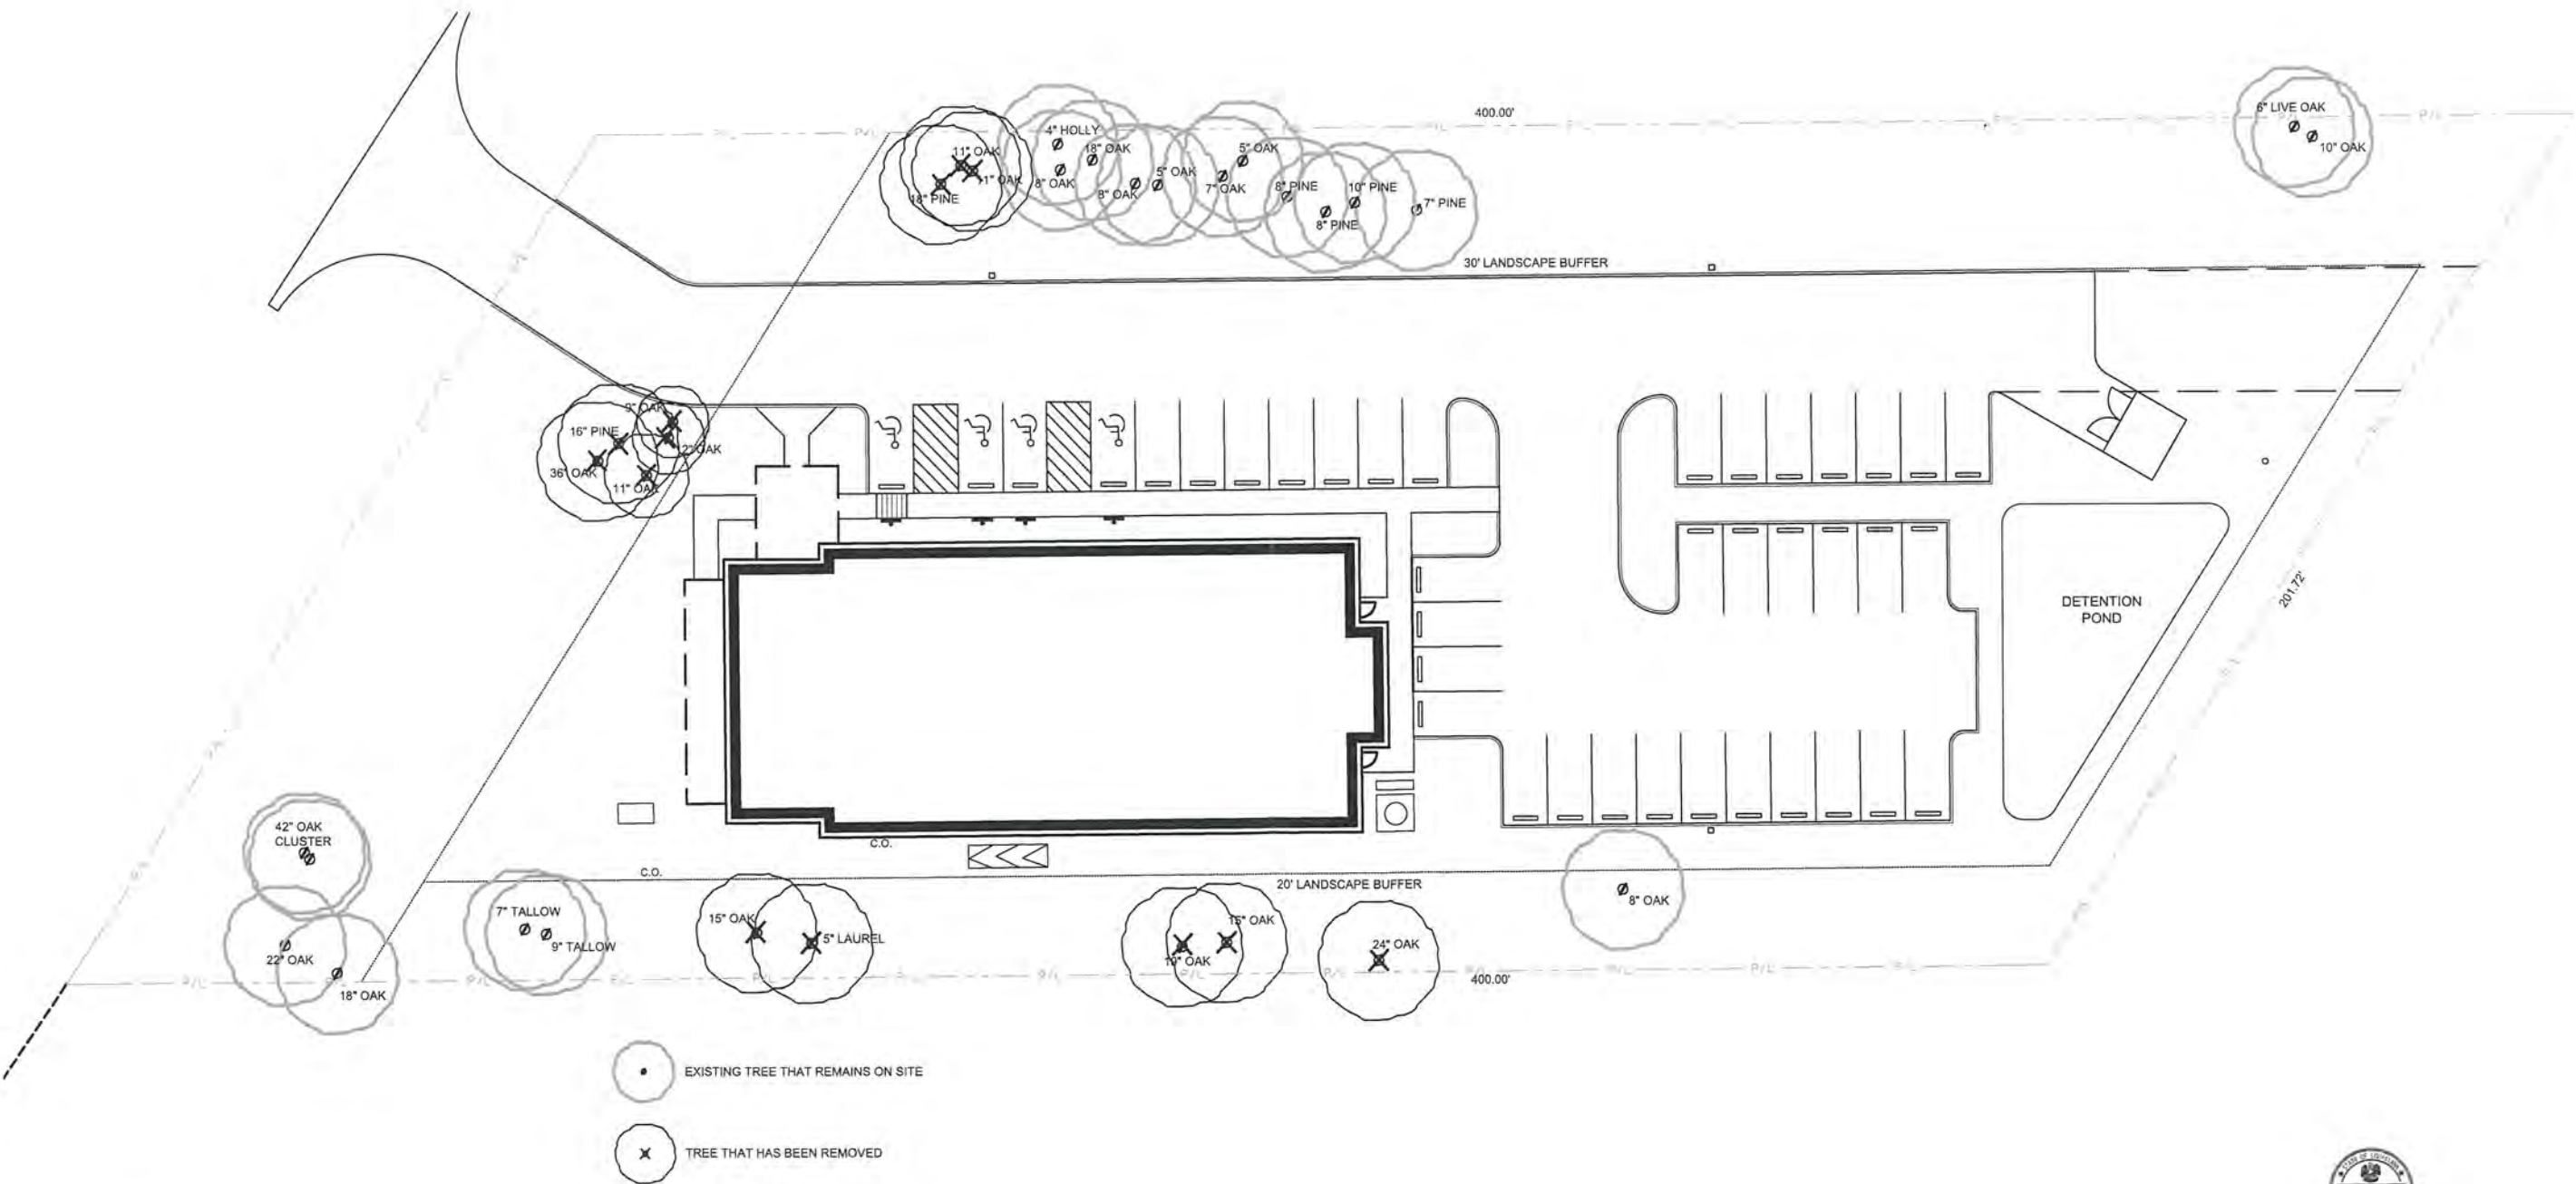 400.00'
6" LIVE OAK
10" OAK
P/L
P/L
P/L
4" HOLLY
18" OAK
8" OAK
11" OAK
18" PINE
8" OAK
5" OAK
5" OAK
7" OAK
8" PINE
10" PINE
8" PINE
7" PINE
30' LANDSCAPE BUFFER
9" OAK
16" PINE
36" OAK
11" OAK
DETENTION
POND
201.72'
42" OAK
CLUSTER
22" OAK
18" OAK
C.O.
C.O.
7" TALLOW
9" TALLOW
15" OAK
5" LAUREL
20' LANDSCAPE BUFFER
15" OAK
19" OAK
24" OAK
8" OAK
P/L
P/L
P/L
P/L
P/L
P/L
P/L
400.00'
EXISTING TREE THAT REMAINS ON SITE
TREE THAT HAS BEEN REMOVED
STATE OF LOUISIANA